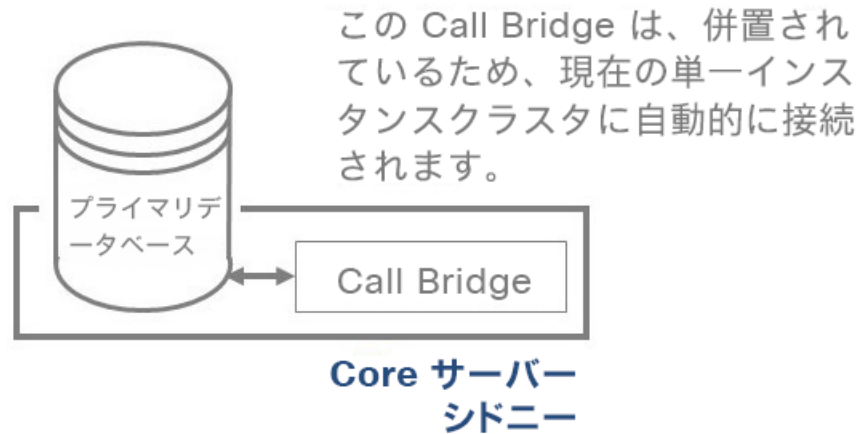 この Call Bridge は、併置され
ているため、現在の単一インス
タンスクラスタに自動的に接続
されます。
プライマリデ
ータベース
Call Bridge
Core サーバー
シドニー